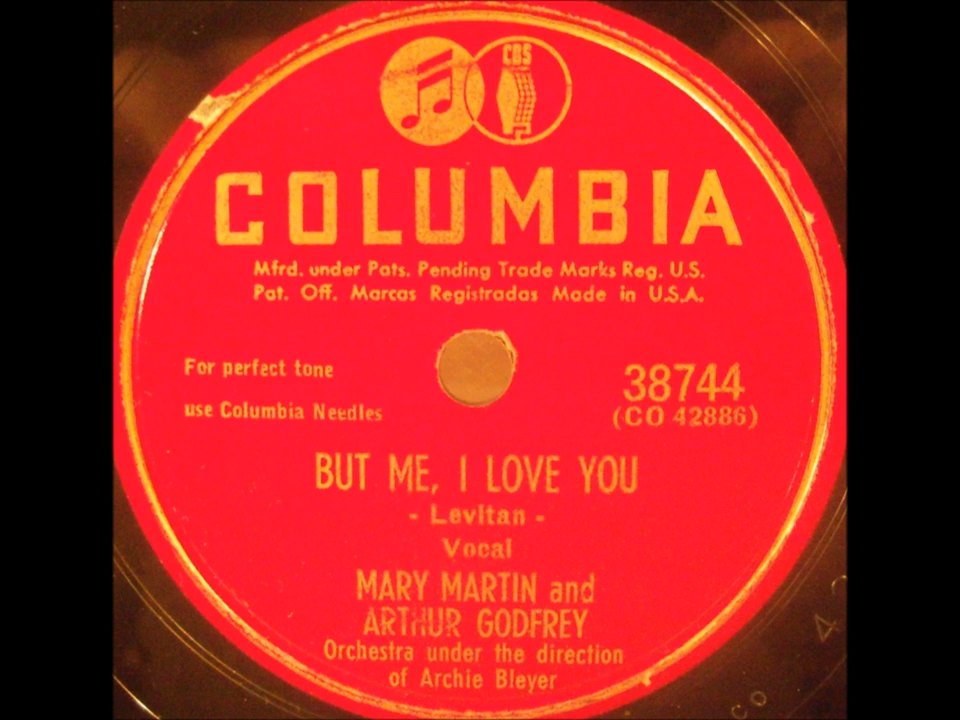 CBS
COLUMBIA
Mfrd. under Pats. Pending Trade Marks Reg. U.S.
Pat. Off. Marcas Registradas Made in U.S.A.
For perfect tone
use Columbia Needles
38744
(CO 42886)
BUT ME, I LOVE YOU
- Levitan -
Vocal
MARY MARTIN and
ARTHUR GODFREY
Orchestra under the direction
of Archie Bleyer
CO 42